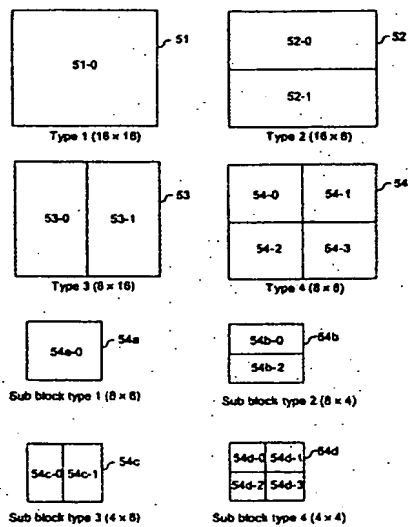 51
51-0
Type 1 (16 x 16)
52
52-0
52-1
Type 2 (16 x 8)
53
53-0 53-1
Type 3 (8 x 16)
54
54-0 54-1
54-2 54-3
Type 4 (8 x 8)
54a
54a-0
Sub block type 1 (8 x 8)
54b
54b-0
54b-2
Sub block type 2 (8 x 4)
54c
54c-0 54c-1
Sub block type 3 (4 x 8)
54d
54d-0 54d-1
54d-2 54d-3
Sub block type 4 (4 x 4)